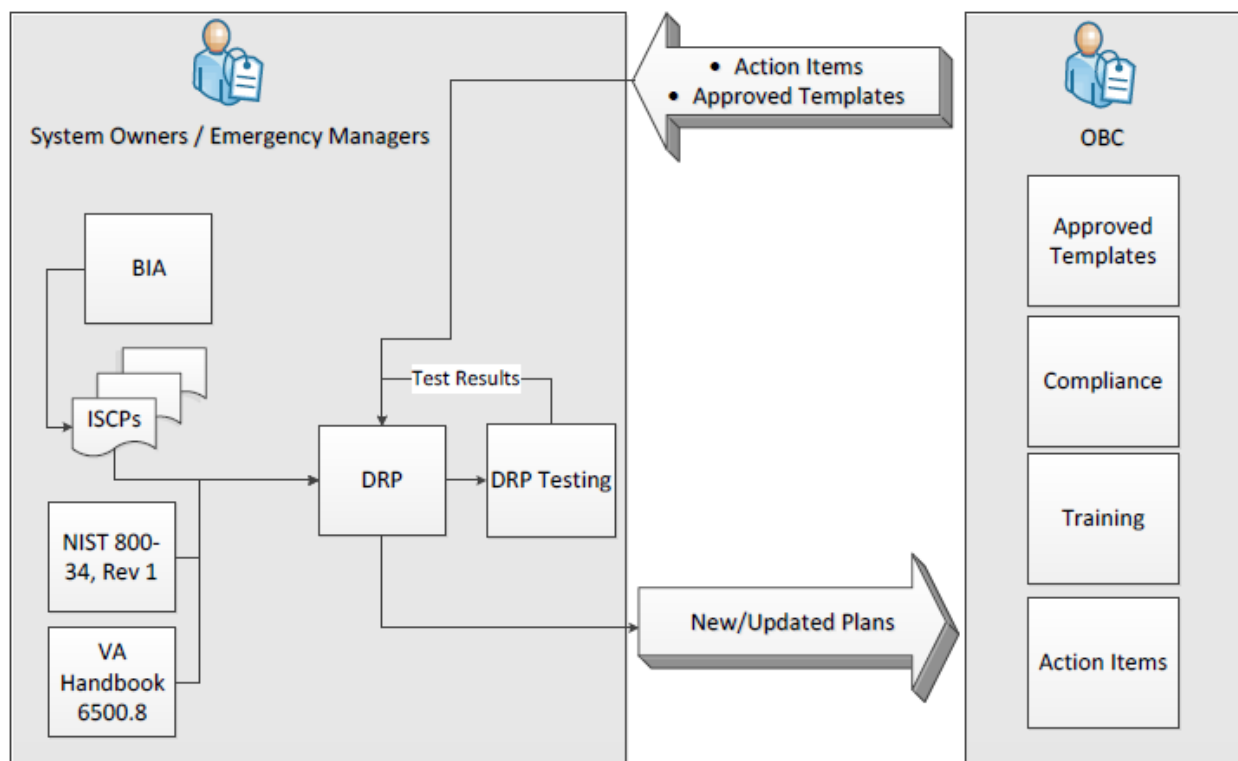 System Owners / Emergency Managers
BIA
ISCPs
NIST 800-
34, Rev 1
VA
Handbook
6500.8
Test Results
DRP
DRP Testing
• Action Items
• Approved Templates
New/Updated Plans
OBC
Approved
Templates
Compliance
Training
Action Items